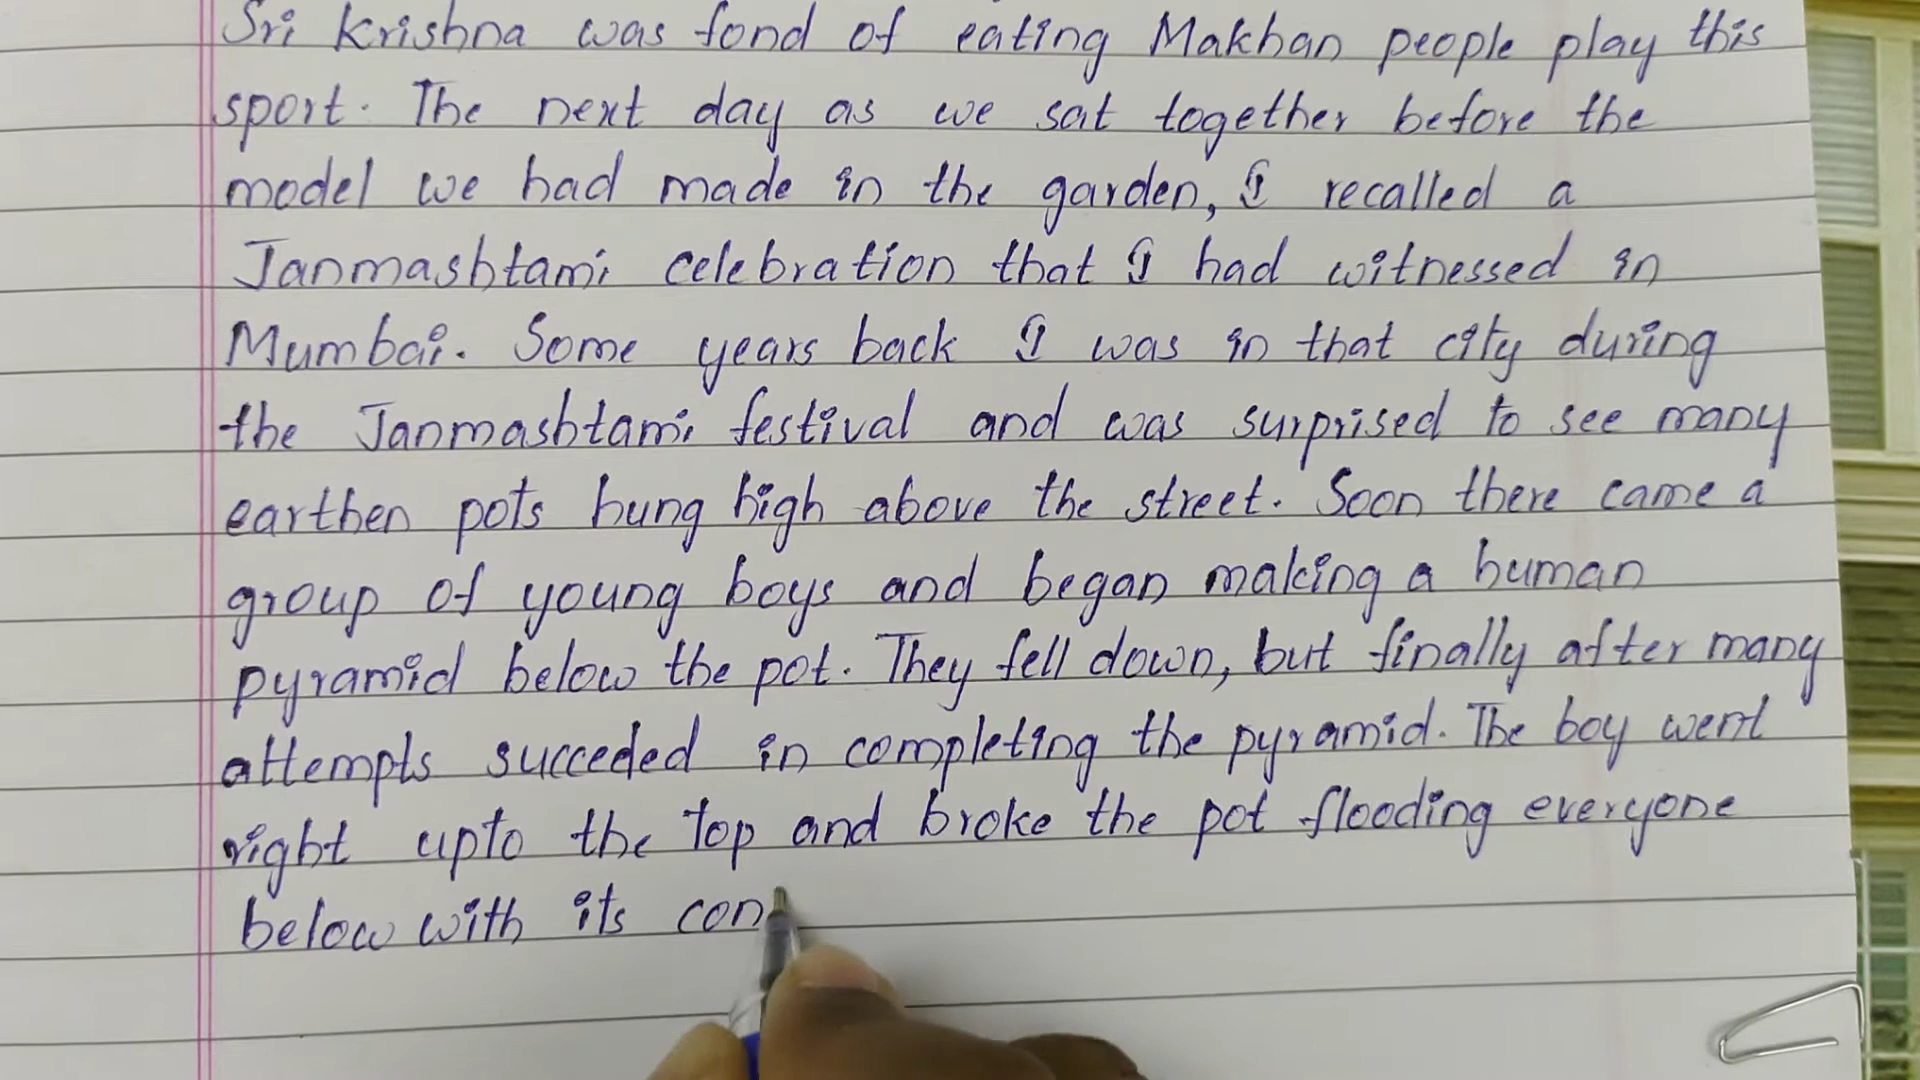 Sri Krishna was fond of eating Makhan people play this
sport. The next day as we sat together before the
model we had made in the garden, I recalled a
Janmashtami celebration that I had witnessed in
Mumbai. Some years back I was in that city during
the Janmashtami festival and was surprised to see many
earthen pots hung high above the street. Soon there came a
group of young boys and began making a human
pyramid below the pot. They fell down, but finally after many
attempts succeded in completing the pyramid. The boy went
right upto the top and broke the pot flooding everyone
below with its con